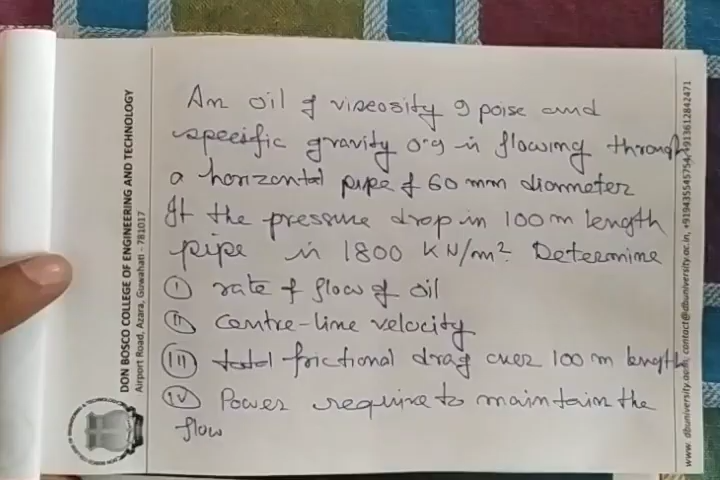 An oil of viscosity 9 poise and
specific gravity 0.9 is flowing through
a horizontal pipe of 60 mm diammeter
If the pressure drop in 100 m length
pipe is 1800 KN/m². Determine
(I) rate of flow of oil
(II) centre-line velocity
(III) total frictional drag over 100 m length
(IV) Power require to maintain the
flow
DON BOSCO COLLEGE OF ENGINEERING AND TECHNOLOGY
Airport Road, Azara, Guwahati - 781017
www.dbuniversity.ac.in, contact@dbuniversity.ac.in, +919435545754, +913612842471